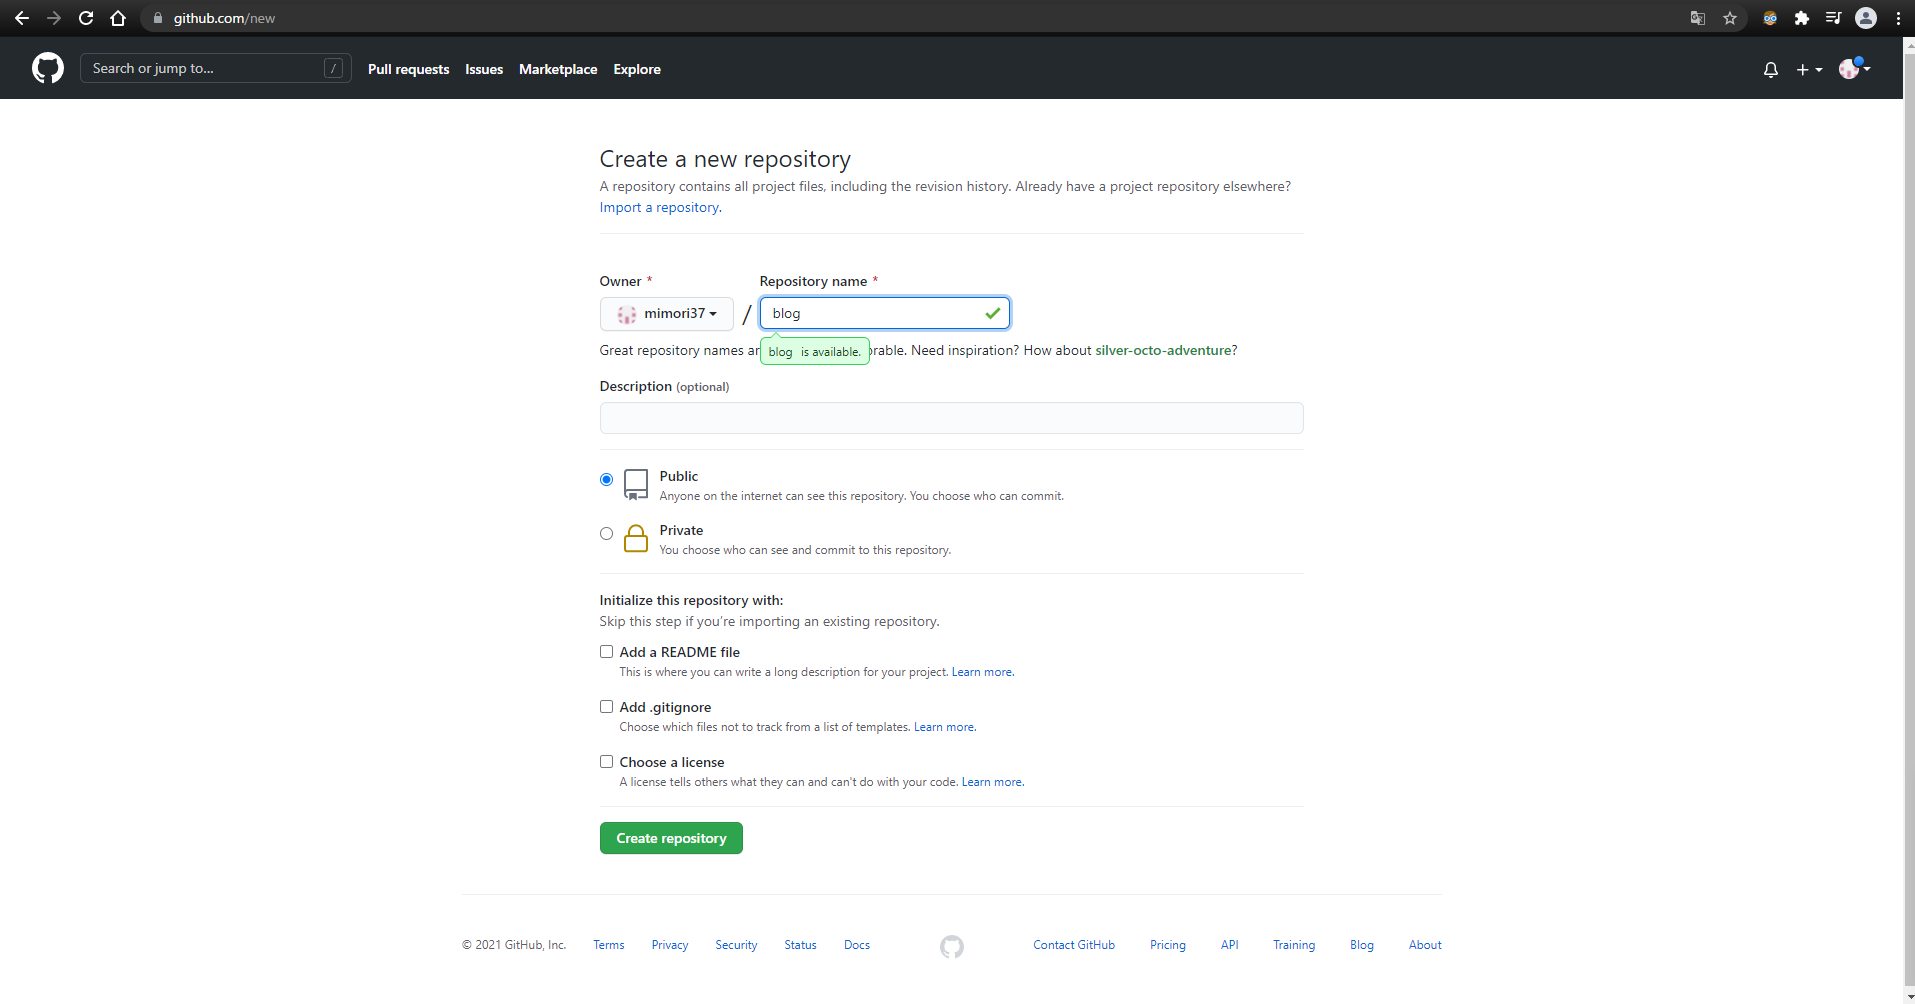 github.com/new
Search or jump to... /
Pull requests Issues Marketplace Explore
Create a new repository
A repository contains all project files, including the revision history. Already have a project repository elsewhere?
Import a repository.
Owner * Repository name *
mimori37 / blog
Great repository names ar orable. Need inspiration? How about silver-octo-adventure?
blog is available.
Description (optional)
Public
Anyone on the internet can see this repository. You choose who can commit.
Private
You choose who can see and commit to this repository.
Initialize this repository with:
Skip this step if you're importing an existing repository.
Add a README file
This is where you can write a long description for your project. Learn more.
Add .gitignore
Choose which files not to track from a list of templates. Learn more.
Choose a license
A license tells others what they can and can't do with your code. Learn more.
Create repository
© 2021 GitHub, Inc. Terms Privacy Security Status Docs Contact GitHub Pricing API Training Blog About